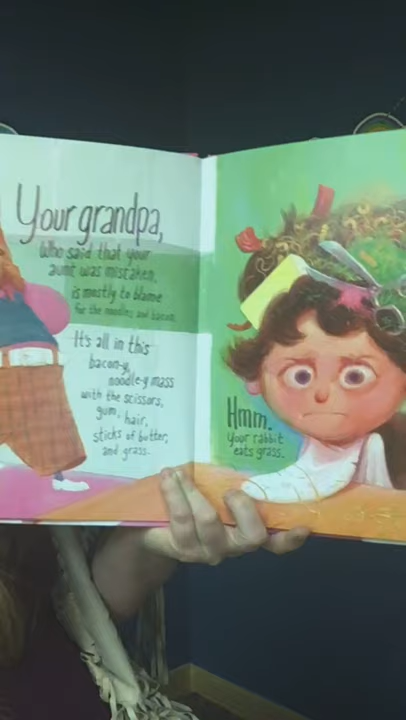 Your grandpa,
who said that your
aunt was mistaken,
is mostly to blame
for the noodles and bacon.
It's all in this
bacon-y,
noodle-y mass
with the scissors,
gum, hair,
sticks of butter,
and grass.
Hmm.
Your rabbit
eats grass.